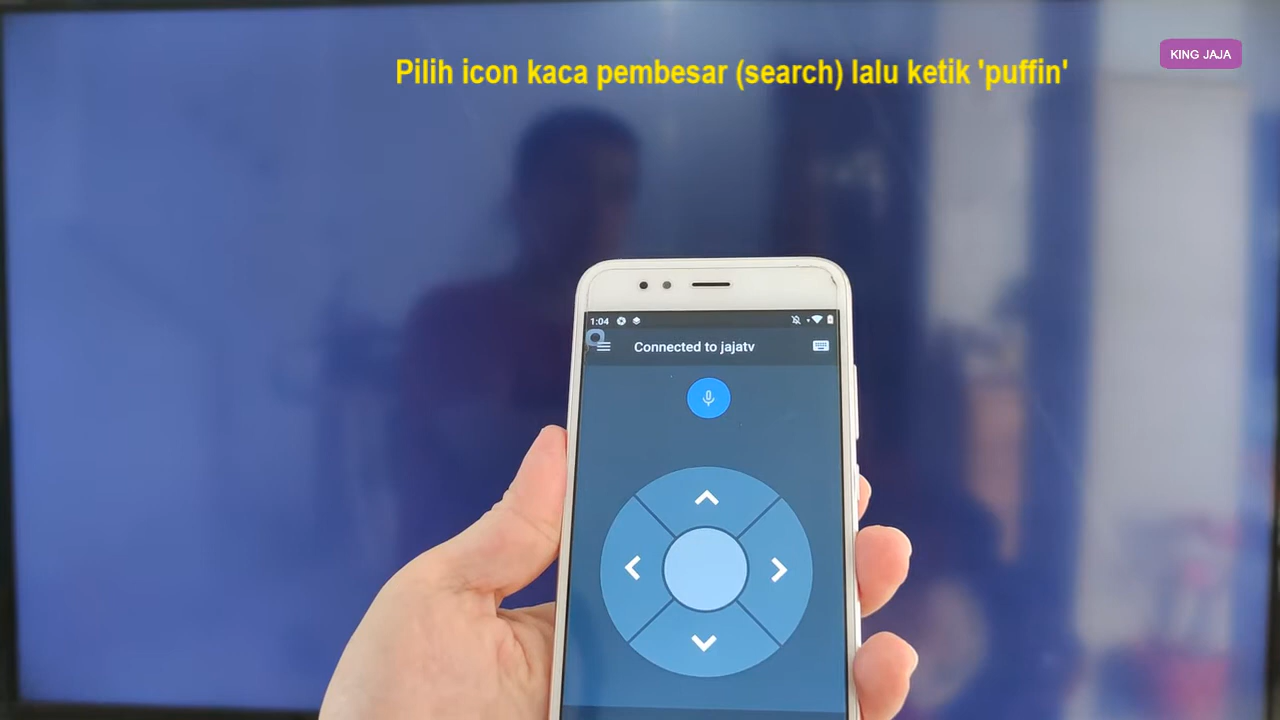 KING JAJA
Pilih icon kaca pembesar (search) lalu ketik 'puffin'
1:04
Connected to jajatv